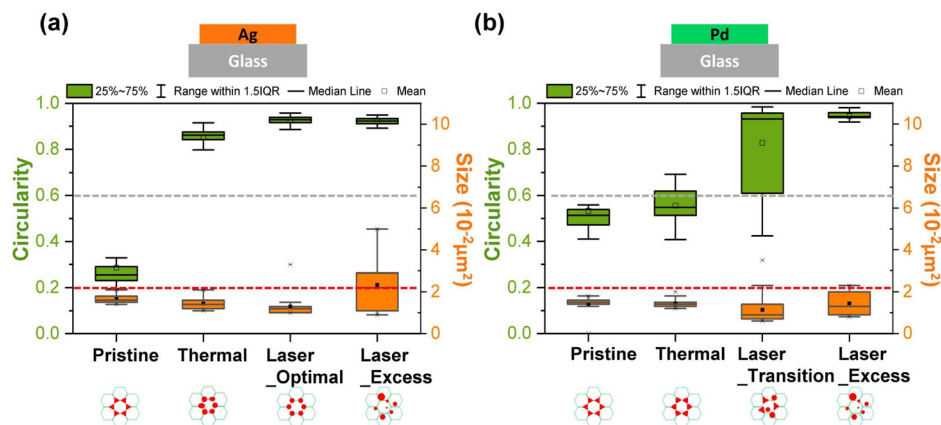 (a)
Ag
Glass
25%~75% Range within 1.5IQR Median Line Mean
Circularity
1.0
0.8
0.6
0.4
0.2
0.0
Size (10⁻²μm²)
10
8
6
4
2
0
Pristine Thermal Laser _Optimal Laser _Excess
(b)
Pd
Glass
25%~75% Range within 1.5IQR Median Line Mean
Circularity
1.0
0.8
0.6
0.4
0.2
0.0
Size (10⁻²μm²)
10
8
6
4
2
0
Pristine Thermal Laser _Transition Laser _Excess